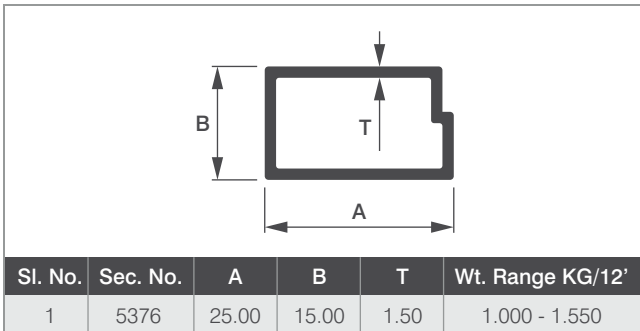 B
T
A
Sl. No. Sec. No. A B T Wt. Range KG/12'
1 5376 25.00 15.00 1.50 1.000 - 1.550